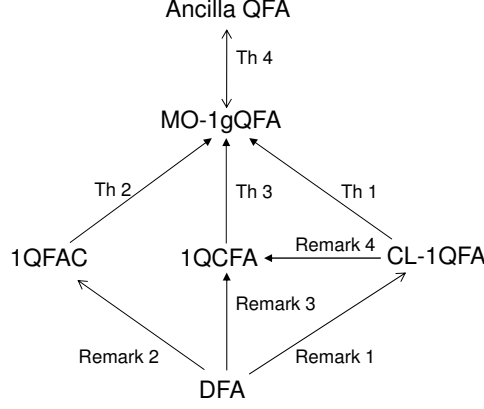 Ancilla QFA
Th 4
MO-1gQFA
Th 2
Th 3
Th 1
1QFAC
1QCFA
Remark 4
CL-1QFA
Remark 3
Remark 2
Remark 1
DFA